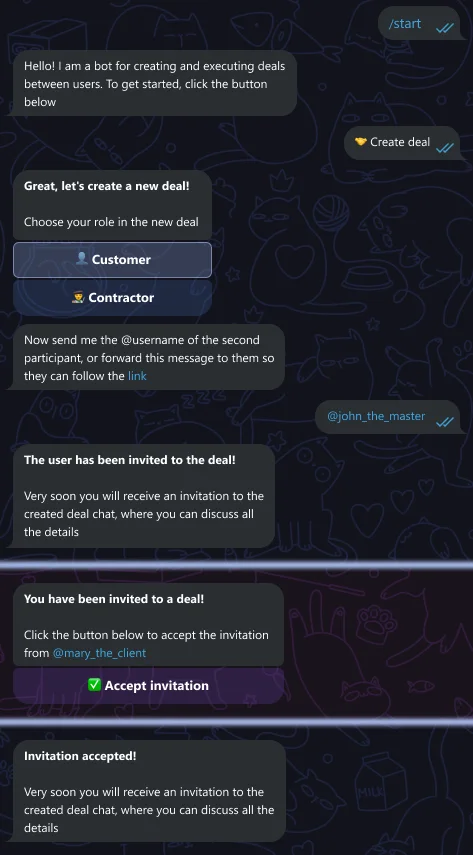 /start
Hello! I am a bot for creating and executing deals
between users. To get started, click the button
below
🤝 Create deal
Great, let's create a new deal!
Choose your role in the new deal
👤 Customer
👨‍🔧 Contractor
Now send me the @username of the second
participant, or forward this message to them so
they can follow the link
@john_the_master
The user has been invited to the deal!
Very soon you will receive an invitation to the
created deal chat, where you can discuss all
the details
You have been invited to a deal!
Click the button below to accept the invitation
from @mary_the_client
✅ Accept invitation
Invitation accepted!
Very soon you will receive an invitation to the
created deal chat, where you can discuss all the
details
MILK